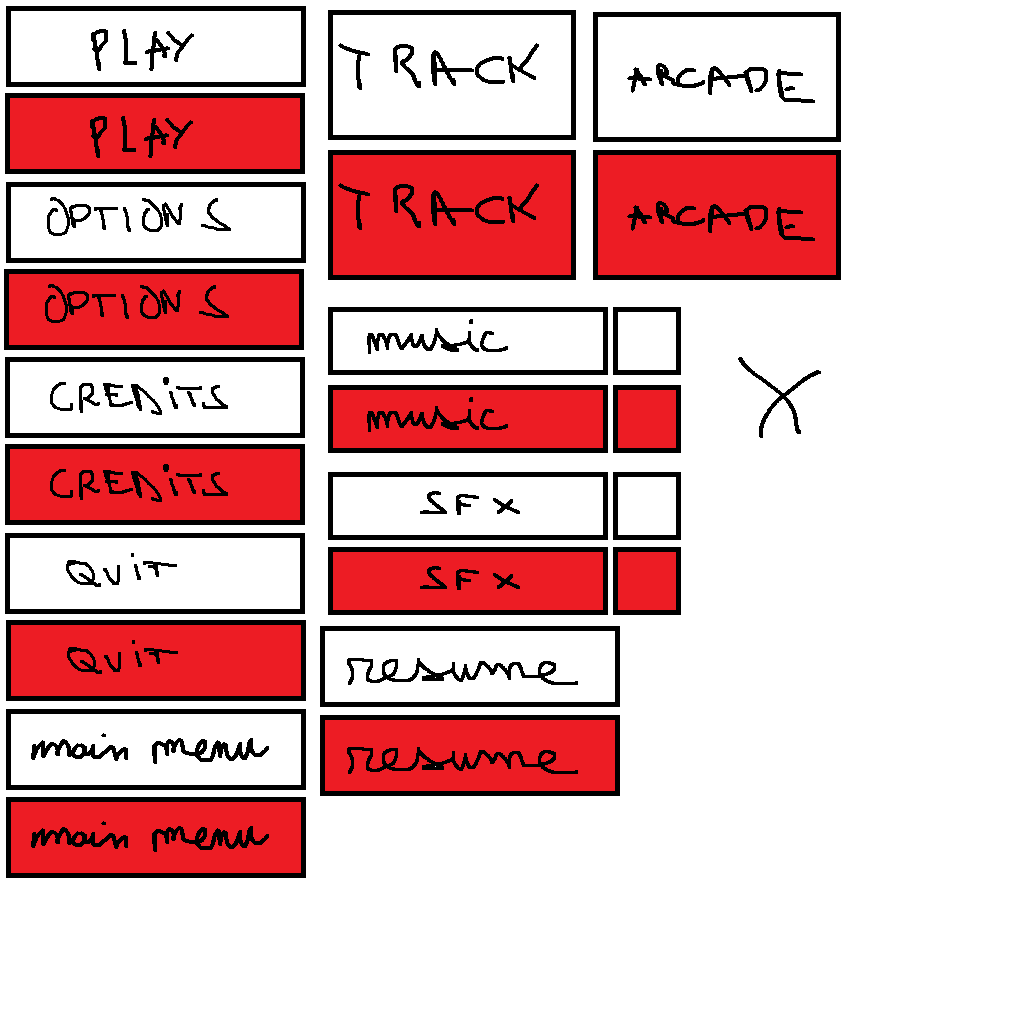 PLAY
PLAY
OPTIONS
OPTIONS
CREDiTS
CREDiTS
QUiT
QUiT
main menu
main menu
TRACK
ARCADE
TRACK
ARCADE
music
music
SFX
SFX
resume
resume
X